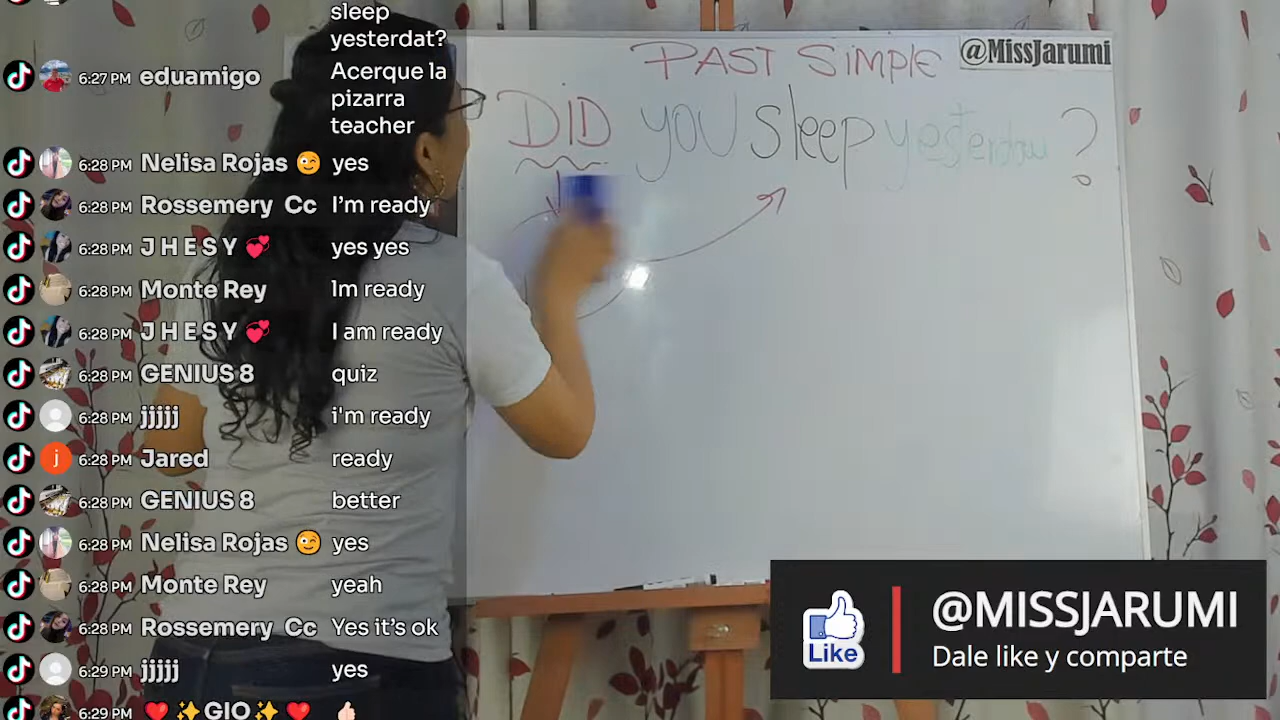 sleep
yesterdat?
6:27 PM eduamigo Acerque la
pizarra
teacher
6:28 PM Nelisa Rojas 😉 yes
6:28 PM Rossemery Cc I'm ready
6:28 PM J H E S Y 💞 yes yes
6:28 PM Monte Rey Im ready
6:28 PM J H E S Y 💞 I am ready
6:28 PM GENIUS 8 quiz
6:28 PM jjjjj i'm ready
j 6:28 PM Jared ready
6:28 PM GENIUS 8 better
6:28 PM Nelisa Rojas 😉 yes
6:28 PM Monte Rey yeah
6:28 PM Rossemery Cc Yes it's ok
6:29 PM jjjjj yes
6:29 PM ❤️ ✨GIO✨ ❤️ 👍🏻
PAST SIMPLE
@MissJarumi
DID you sleep yesterday ?
Like
@MISSJARUMI
Dale like y comparte